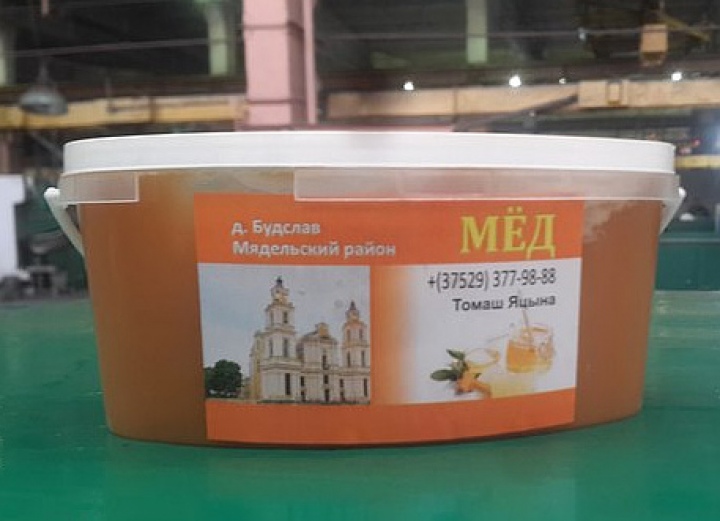 д. Будслав
Мядельский район
МЁД
+(37529) 377-98-88
Томаш Яцына